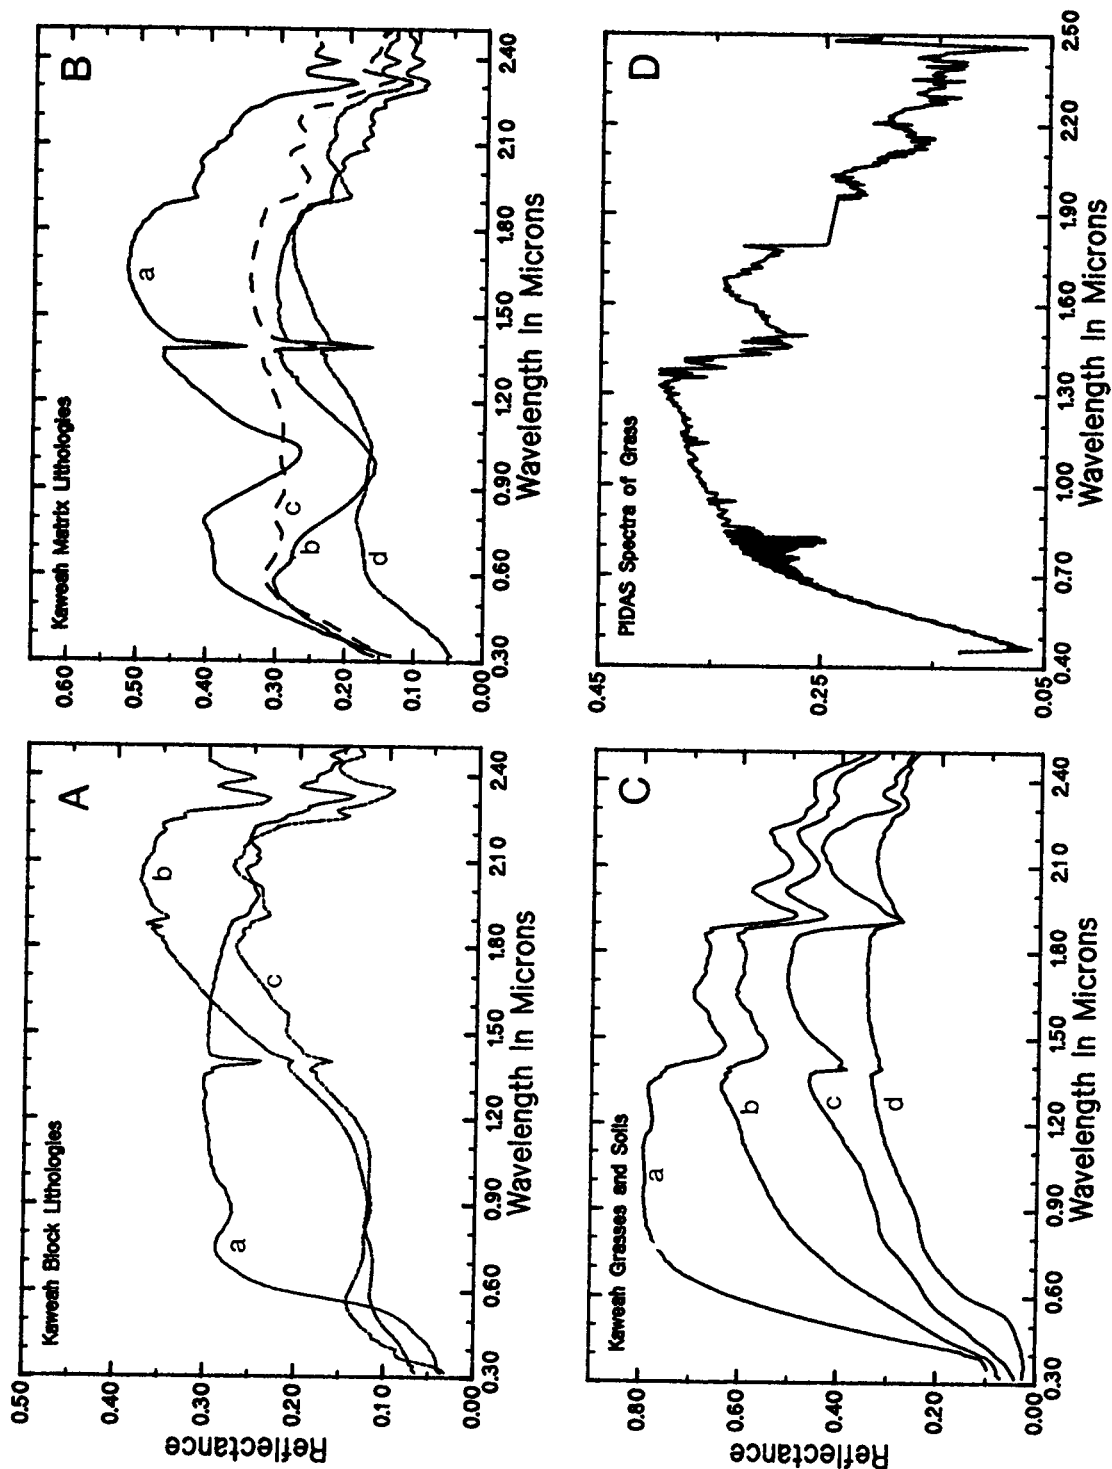 A
Kaweah Block Lithologies
Reflectance
0.50
0.40
0.30
0.20
0.10
0.00
a
b
c
0.30 0.60 0.90 1.20 1.50 1.80 2.10 2.40
Wavelength In Microns
B
Kaweah Matrix Lithologies
0.60
0.50
0.40
0.30
0.20
0.10
0.00
a
b
c
d
0.30 0.60 0.90 1.20 1.50 1.80 2.10 2.40
Wavelength In Microns
C
Kaweah Grasses and Soils
Reflectance
0.80
0.60
0.40
0.20
0.00
a
b
c
d
0.30 0.60 0.90 1.20 1.50 1.80 2.10 2.40
Wavelength In Microns
D
PIDAS Spectra of Grass
0.45
0.25
0.05
0.40 0.70 1.00 1.30 1.60 1.90 2.20 2.50
Wavelength In Microns